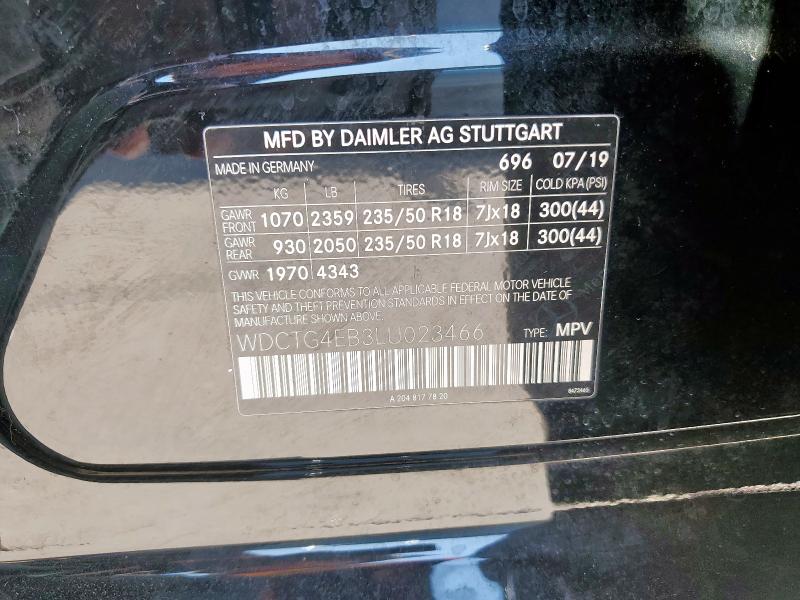 MFD BY DAIMLER AG STUTTGART
MADE IN GERMANY 696 07/19
KG LB TIRES RIM SIZE COLD KPA (PSI)
GAWR FRONT 1070 2359 235/50 R18 7Jx18 300(44)
GAWR REAR 930 2050 235/50 R18 7Jx18 300(44)
GVWR 1970 4343
THIS VEHICLE CONFORMS TO ALL APPLICABLE FEDERAL MOTOR VEHICLE
SAFETY AND THEFT PREVENTION STANDARDS IN EFFECT ON THE DATE OF
MANUFACTURE SHOWN ABOVE.
WDCTG4EB3LU023466 TYPE: MPV
A 204 817 78 20